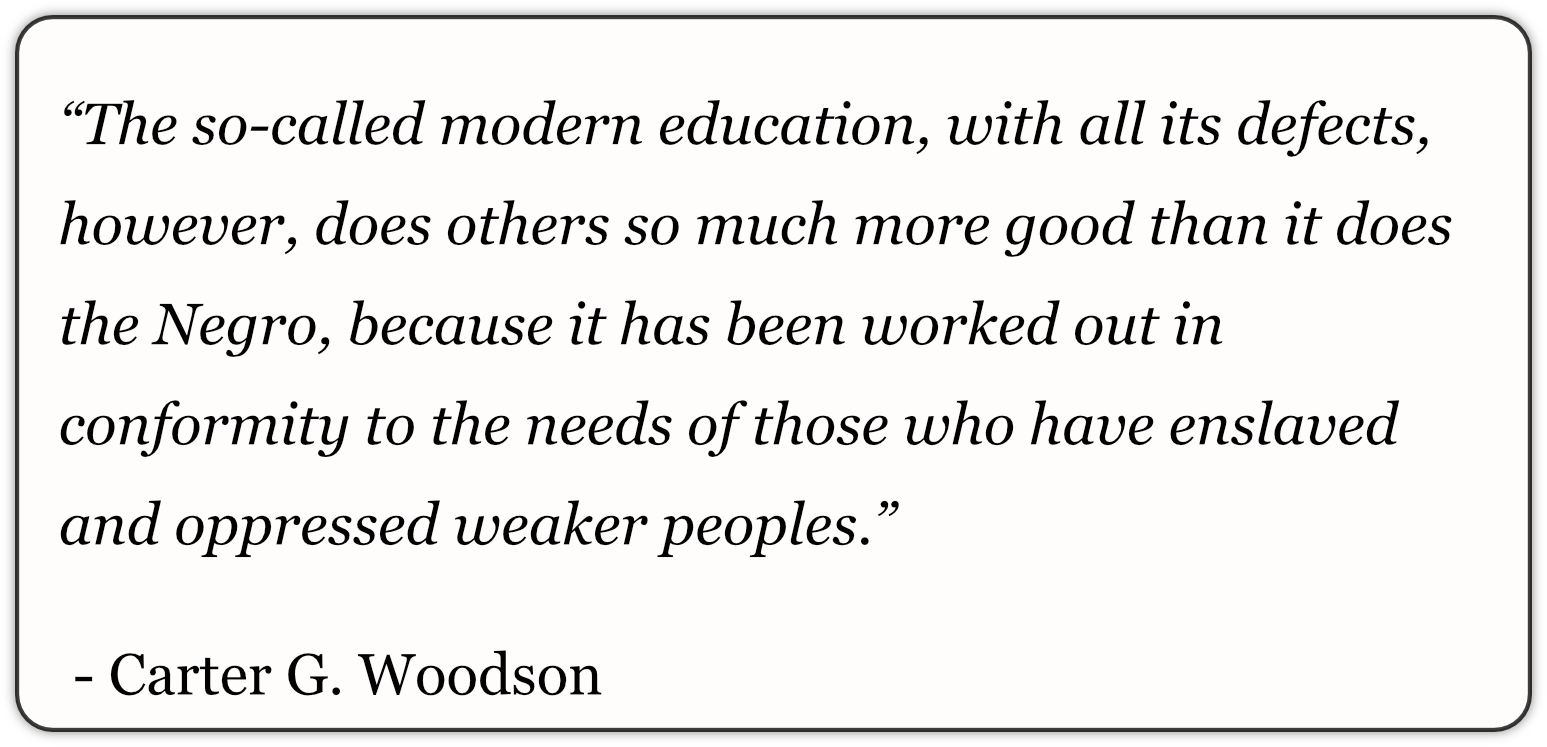 “The so-called modern education, with all its defects,
however, does others so much more good than it does
the Negro, because it has been worked out in
conformity to the needs of those who have enslaved
and oppressed weaker peoples.”
- Carter G. Woodson